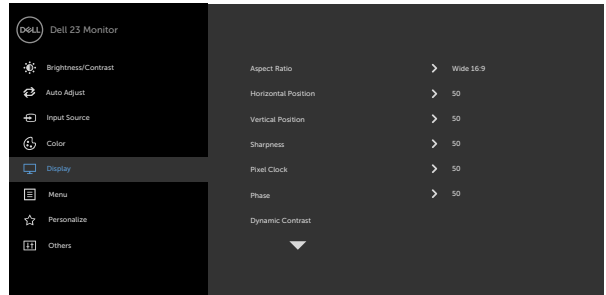 DELL Dell 23 Monitor
Brightness/Contrast
Auto Adjust
Input Source
Color
Display
Menu
Personalize
Others
Aspect Ratio Wide 16:9
Horizontal Position 50
Vertical Position 50
Sharpness 50
Pixel Clock 50
Phase 50
Dynamic Contrast